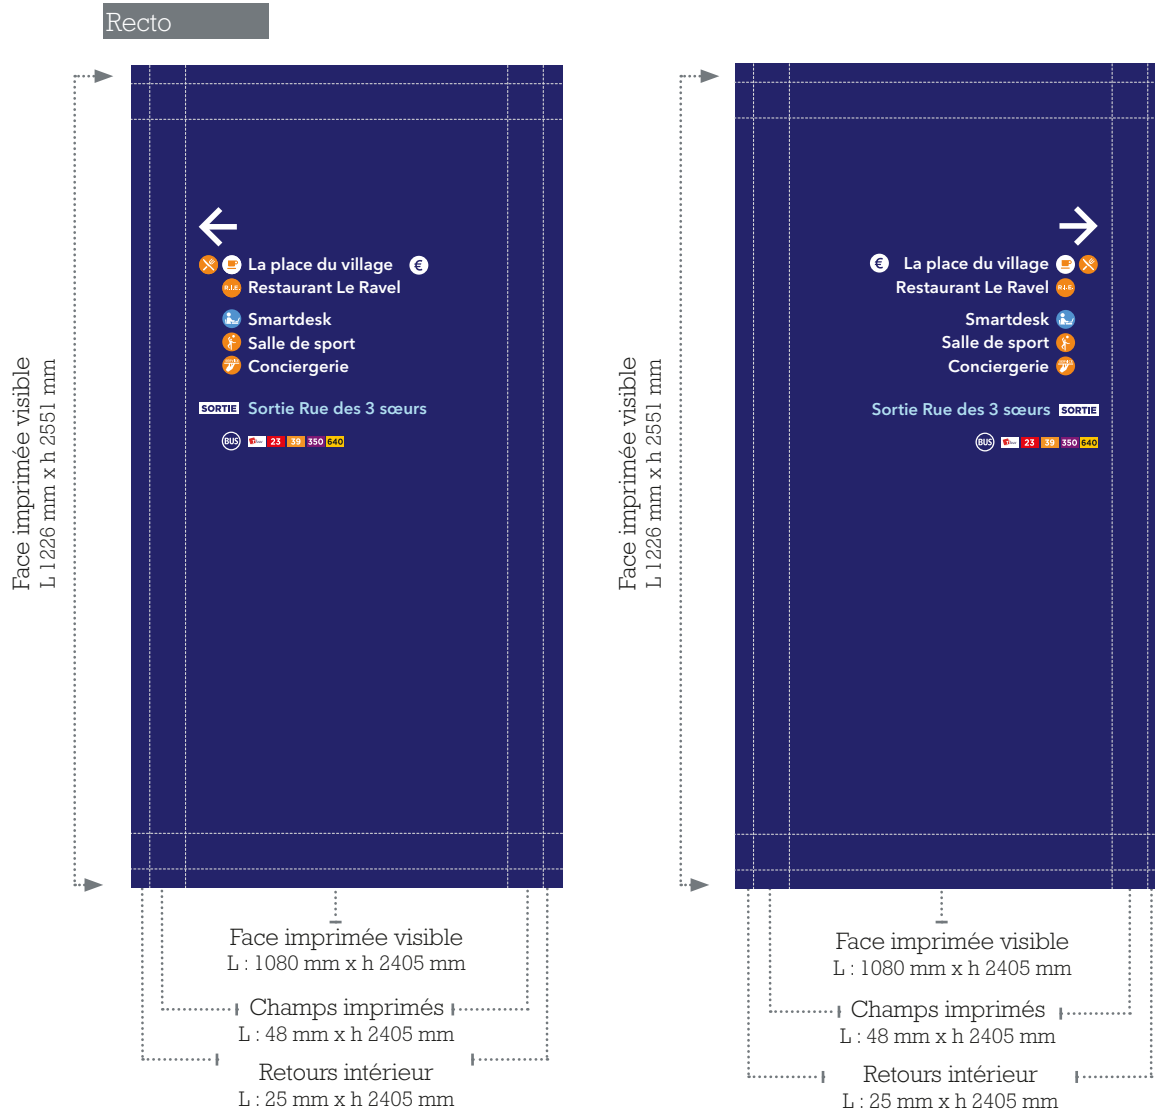 Recto
Face imprimée visible
L 1226 mm x h 2551 mm
La place du village €
R.I.E. Restaurant Le Ravel
Smartdesk
Salle de sport
Conciergerie
SORTIE Sortie Rue des 3 sœurs
BUS 23 39 350 640
Face imprimée visible
L : 1080 mm x h 2405 mm
Champs imprimés
L : 48 mm x h 2405 mm
Retours intérieur
L : 25 mm x h 2405 mm
Face imprimée visible
L 1226 mm x h 2551 mm
€ La place du village
Restaurant Le Ravel R.I.E.
Smartdesk
Salle de sport
Conciergerie
Sortie Rue des 3 sœurs SORTIE
BUS 23 39 350 640
Face imprimée visible
L : 1080 mm x h 2405 mm
Champs imprimés
L : 48 mm x h 2405 mm
Retours intérieur
L : 25 mm x h 2405 mm